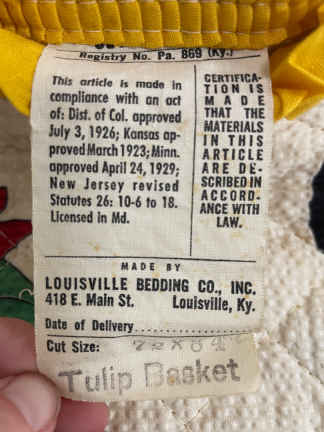 Registry No. Pa. 869 (Ky.)
This article is made in
compliance with an act
of: Dist. of Col. approved
July 3, 1926; Kansas ap-
proved March 1923; Minn.
approved April 24, 1929;
New Jersey revised
Statutes 26: 10-6 to 18.
Licensed in Md.
CERTIFICA-
TION IS
MADE
THAT THE
MATERIALS
IN THIS
ARTICLE
ARE DE-
SCRIBED IN
ACCORD-
ANCE WITH
LAW.
MADE BY
LOUISVILLE BEDDING CO., INC.
418 E. Main St. Louisville, Ky.
Date of Delivery
Cut Size: 72 x 84
Tulip Basket